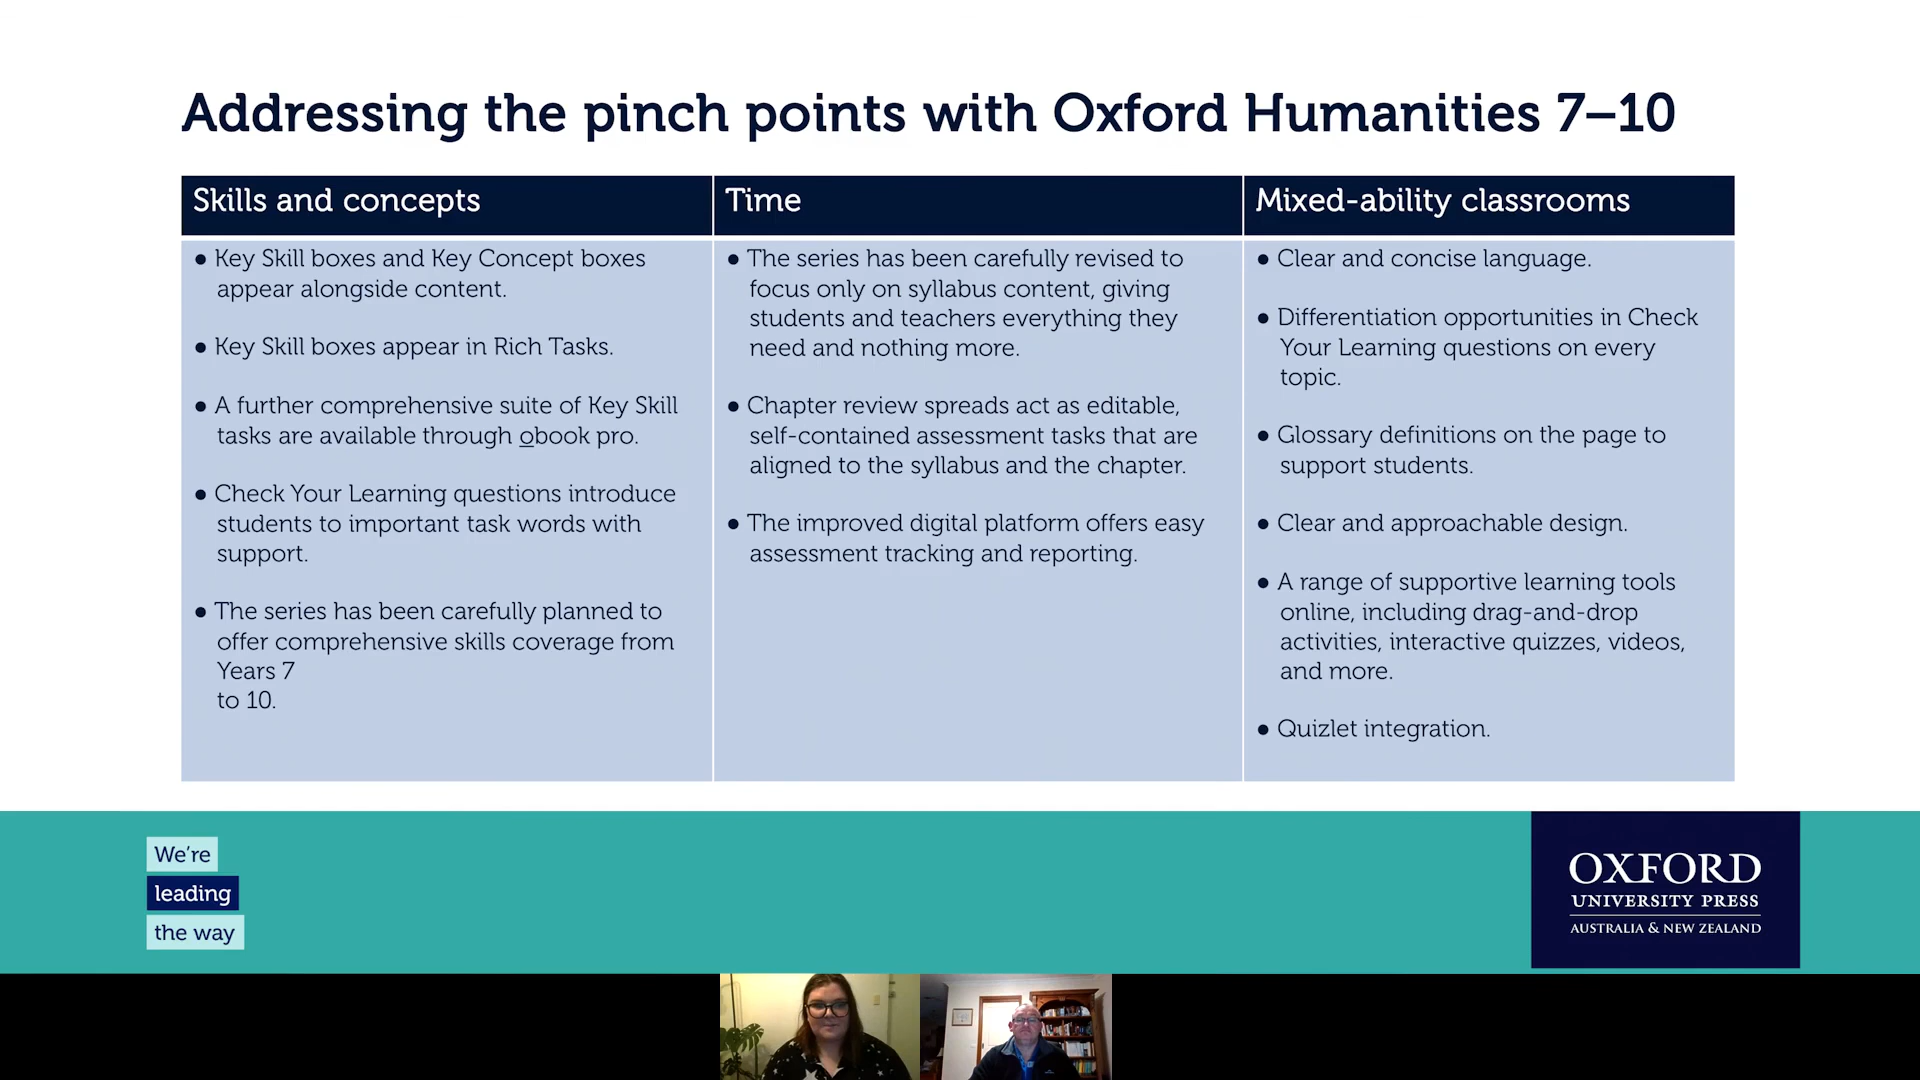 Addressing the pinch points with Oxford Humanities 7–10
Skills and concepts
● Key Skill boxes and Key Concept boxes
appear alongside content.
● Key Skill boxes appear in Rich Tasks.
● A further comprehensive suite of Key Skill
tasks are available through obook pro.
● Check Your Learning questions introduce
students to important task words with
support.
● The series has been carefully planned to
offer comprehensive skills coverage from
Years 7
to 10.
Time
● The series has been carefully revised to
focus only on syllabus content, giving
students and teachers everything they
need and nothing more.
● Chapter review spreads act as editable,
self-contained assessment tasks that are
aligned to the syllabus and the chapter.
● The improved digital platform offers easy
assessment tracking and reporting.
Mixed-ability classrooms
● Clear and concise language.
● Differentiation opportunities in Check
Your Learning questions on every
topic.
● Glossary definitions on the page to
support students.
● Clear and approachable design.
● A range of supportive learning tools
online, including drag-and-drop
activities, interactive quizzes, videos,
and more.
● Quizlet integration.
We're
leading
the way
OXFORD
UNIVERSITY PRESS
AUSTRALIA & NEW ZEALAND